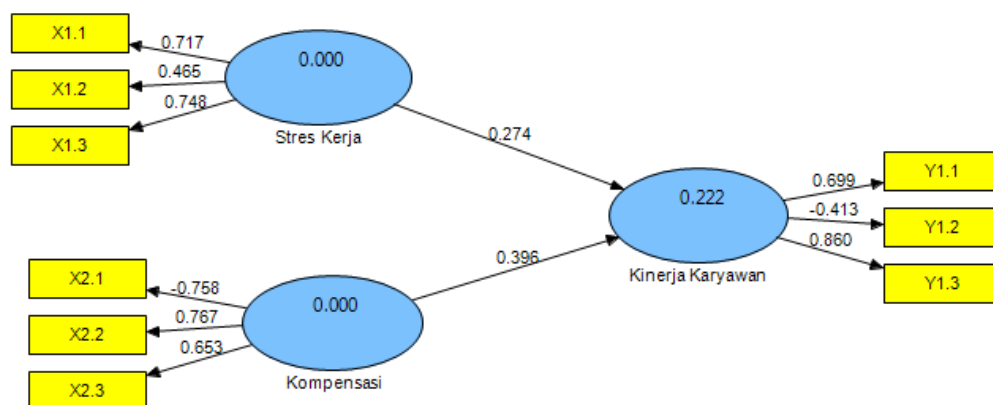 X1.1
0.717
X1.2
0.465
X1.3
0.748
0.000
Stres Kerja
0.274
X2.1
-0.758
X2.2
0.767
X2.3
0.653
0.000
Kompensasi
0.396
0.222
Kinerja Karyawan
0.699
Y1.1
-0.413
Y1.2
0.860
Y1.3